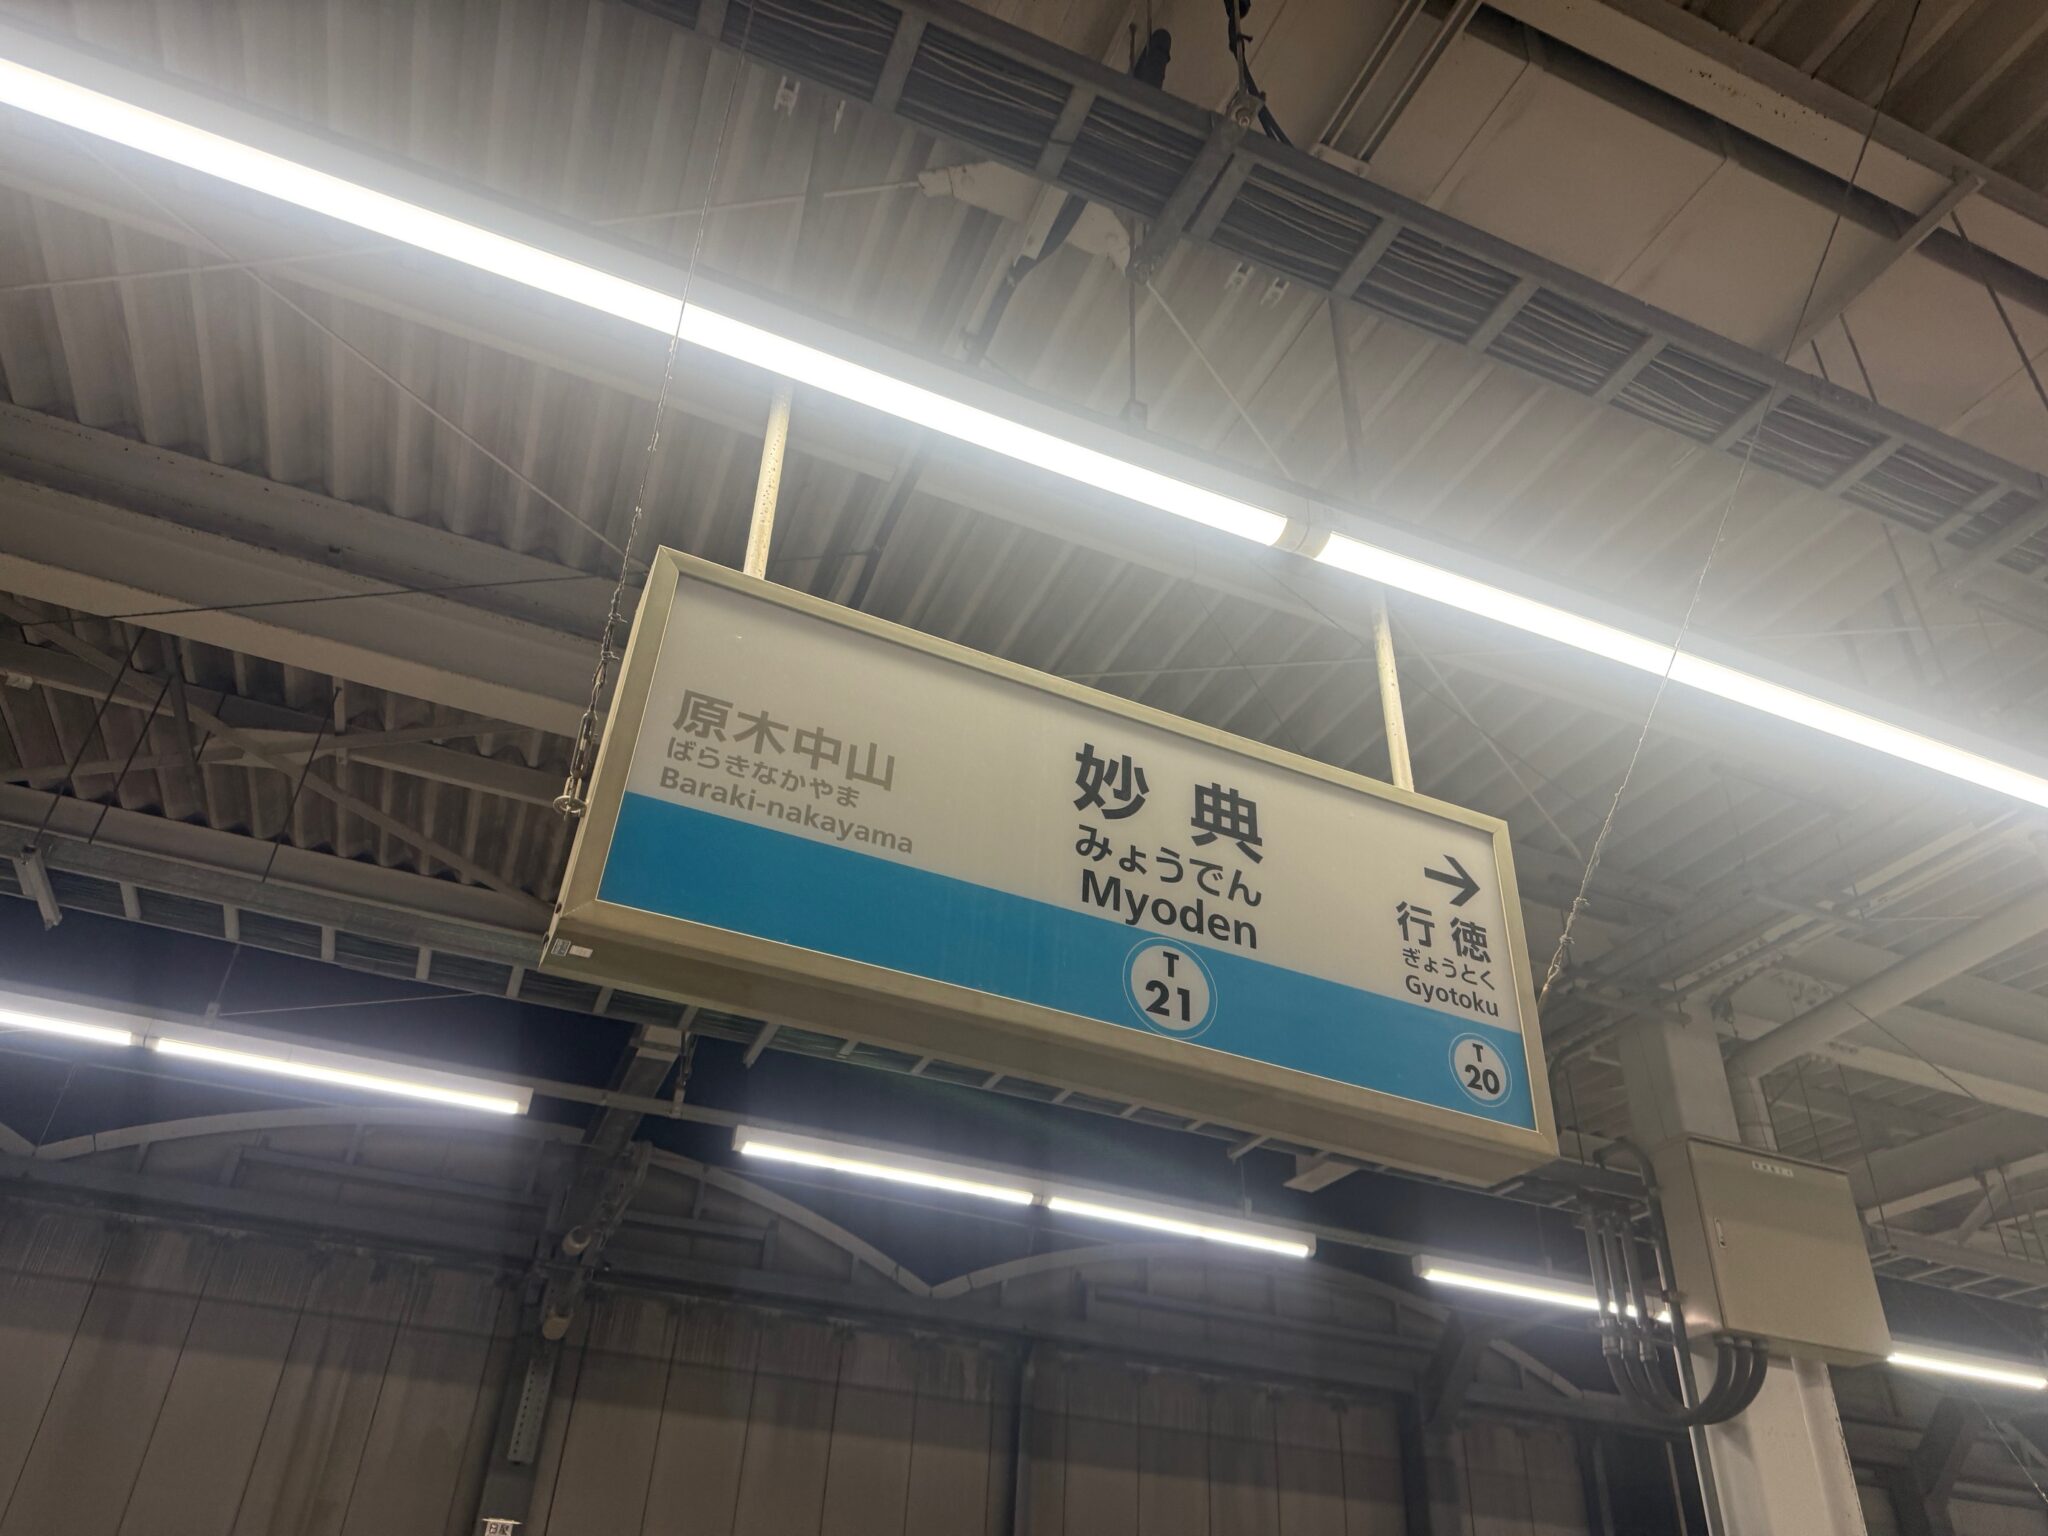 原木中山
ばらきなかやま
Baraki-nakayama
妙典
みょうでん
Myoden
T
21
→
行徳
ぎょうとく
Gyotoku
T
20